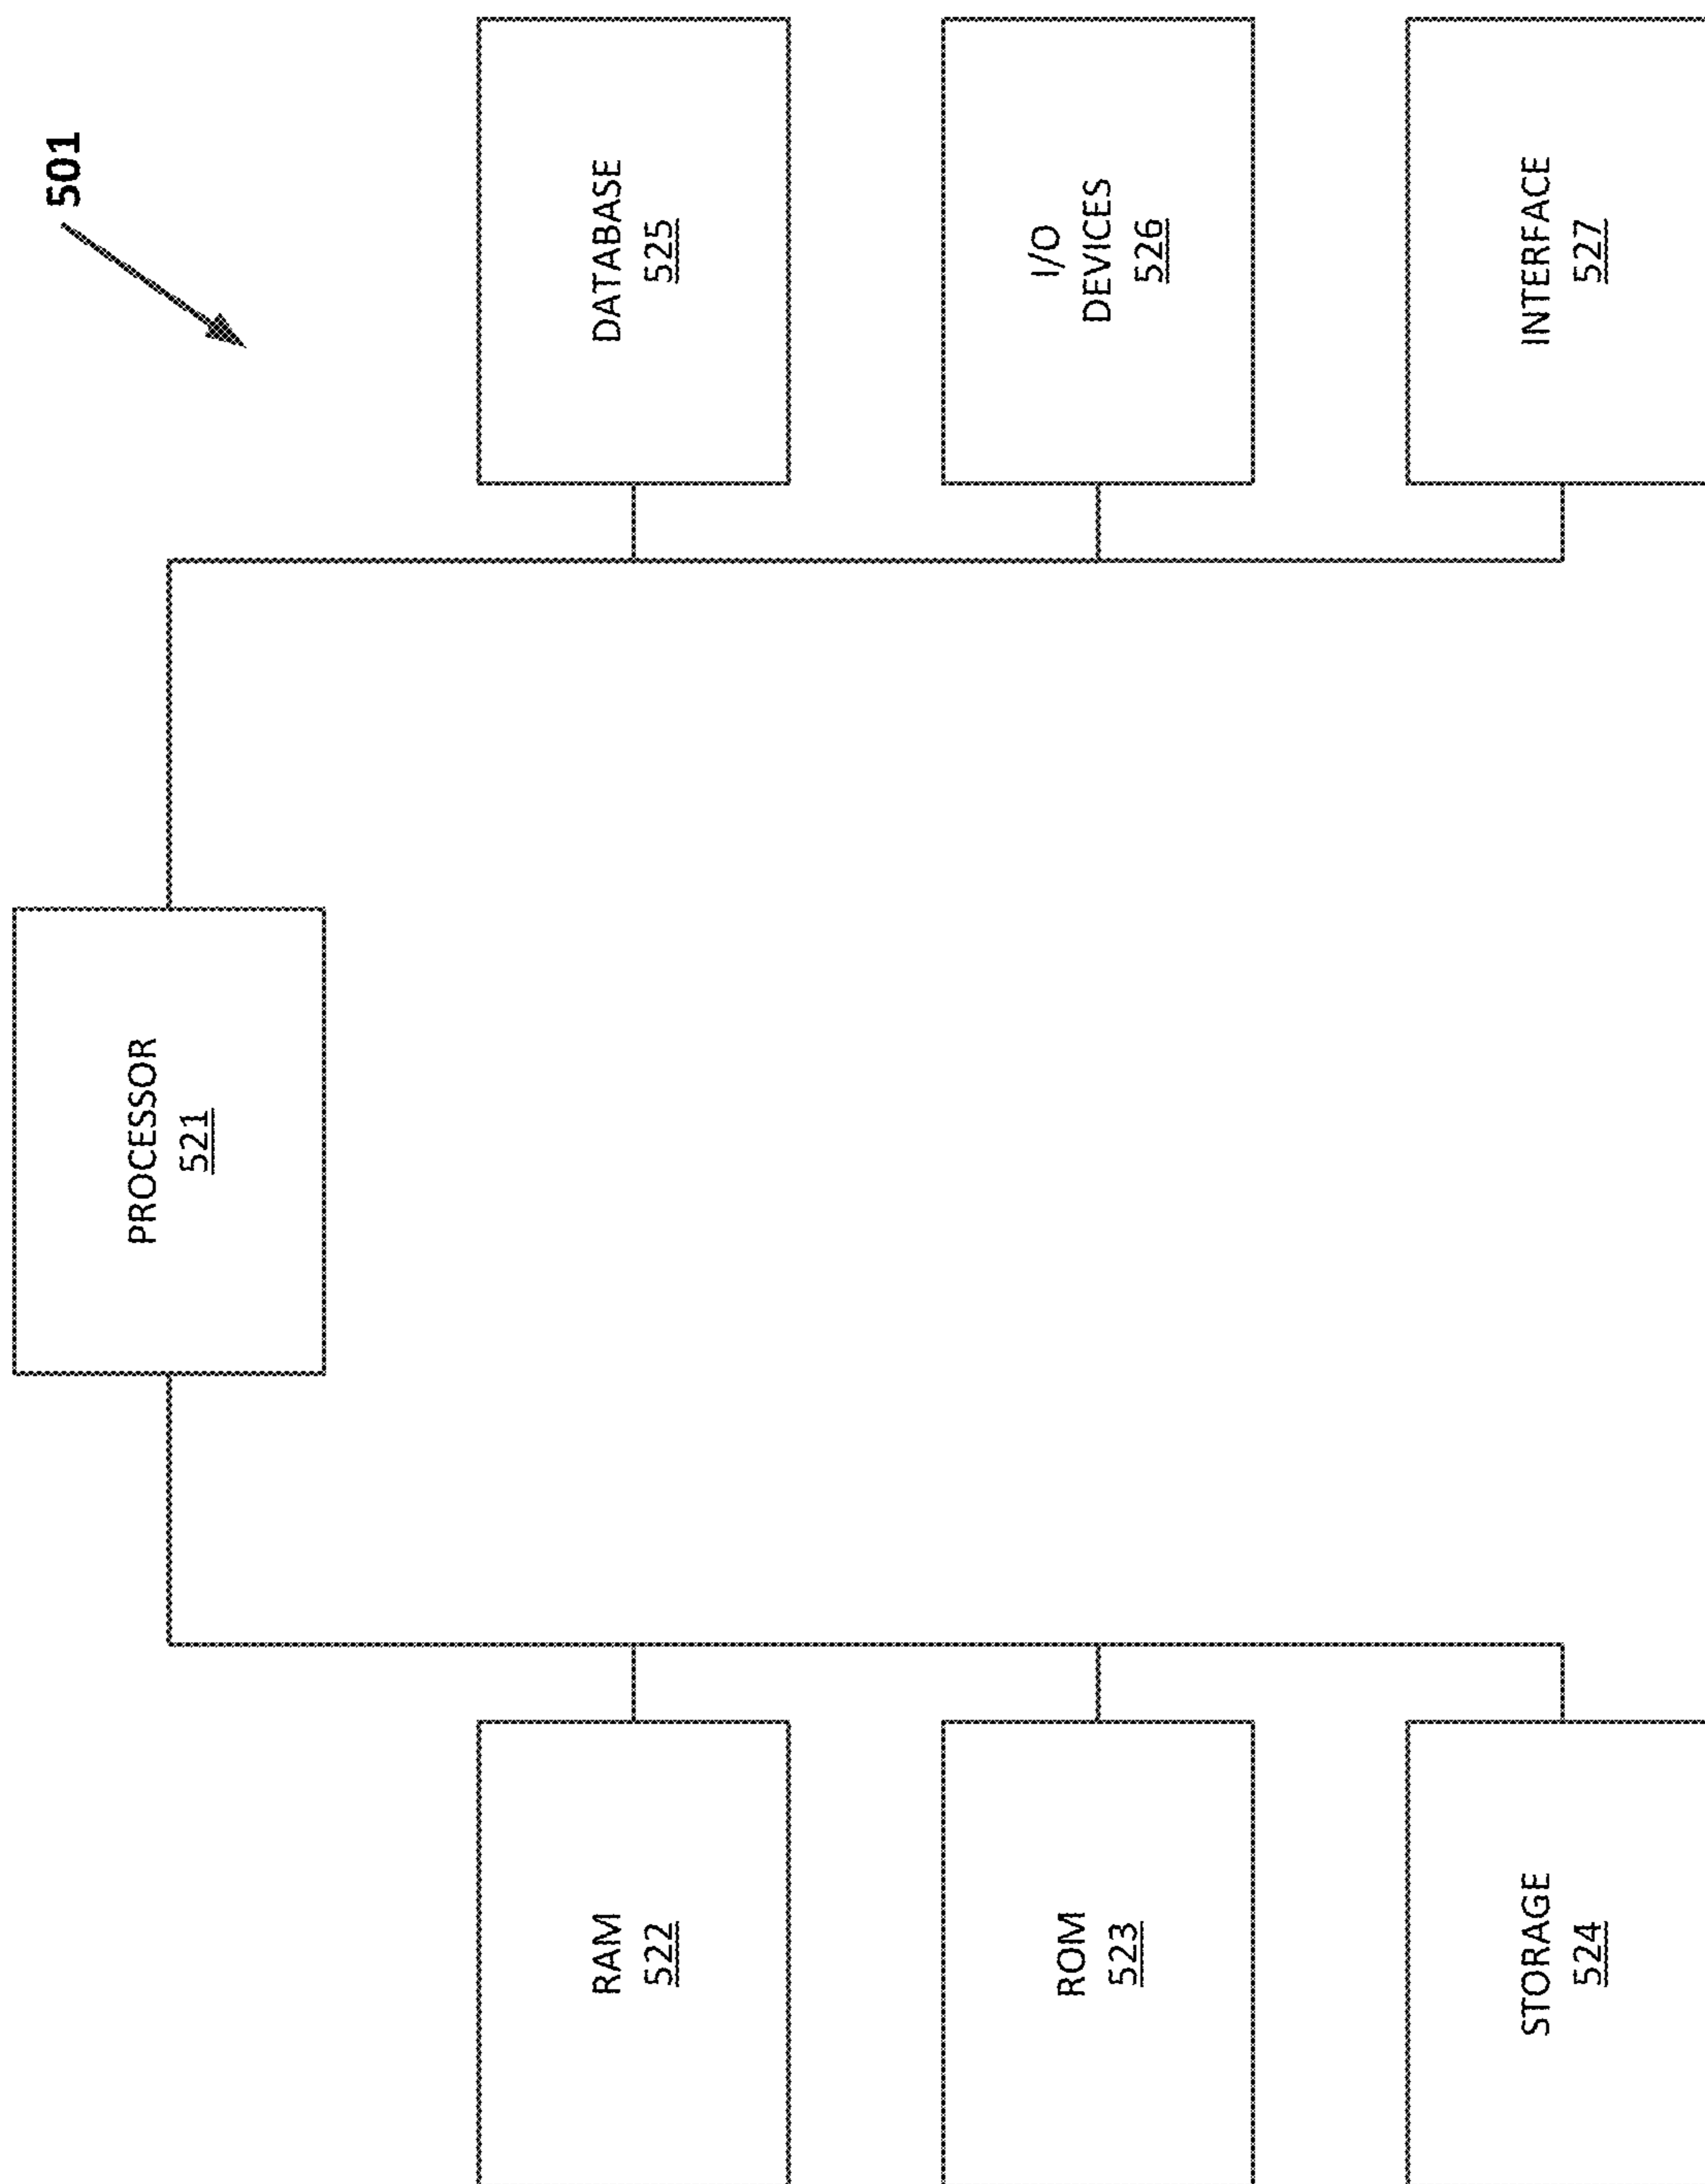 501
PROCESSOR
521
RAM
522
DATABASE
525
ROM
523
I/O
DEVICES
526
STORAGE
524
INTERFACE
527